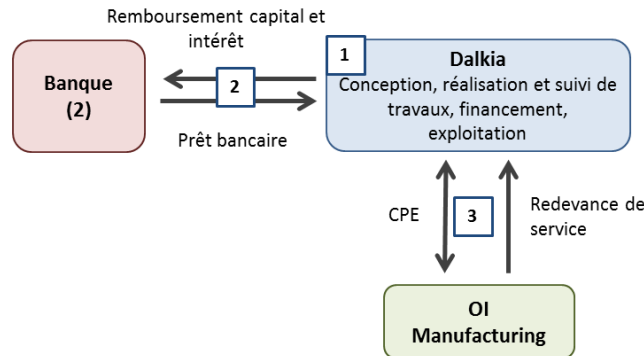 Remboursement capital et
intérêt
1
Dalkia
Conception, réalisation et suivi de
travaux, financement,
exploitation
Banque
(2)
2
Prêt bancaire
CPE
3
Redevance de
service
OI
Manufacturing